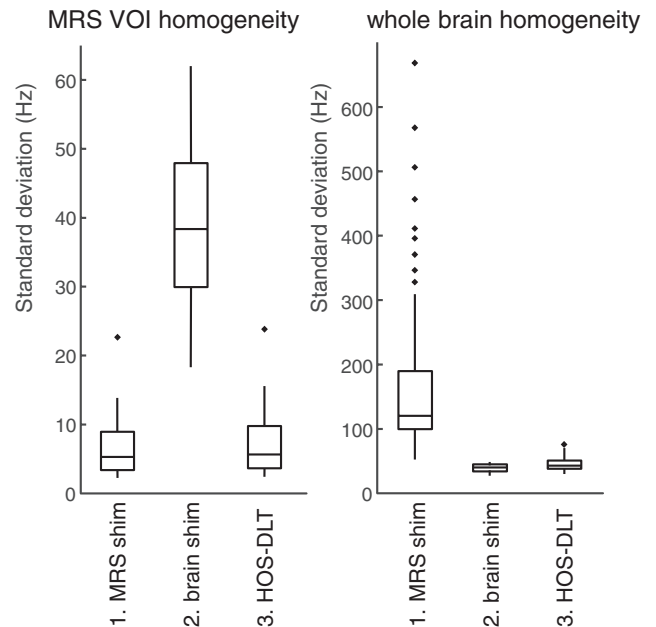 MRS VOI homogeneity
Standard deviation (Hz)
60
50
40
30
20
10
0
1. MRS shim
2. brain shim
3. HOS-DLT
whole brain homogeneity
Standard deviation (Hz)
600
500
400
300
200
100
0
1. MRS shim
2. brain shim
3. HOS-DLT